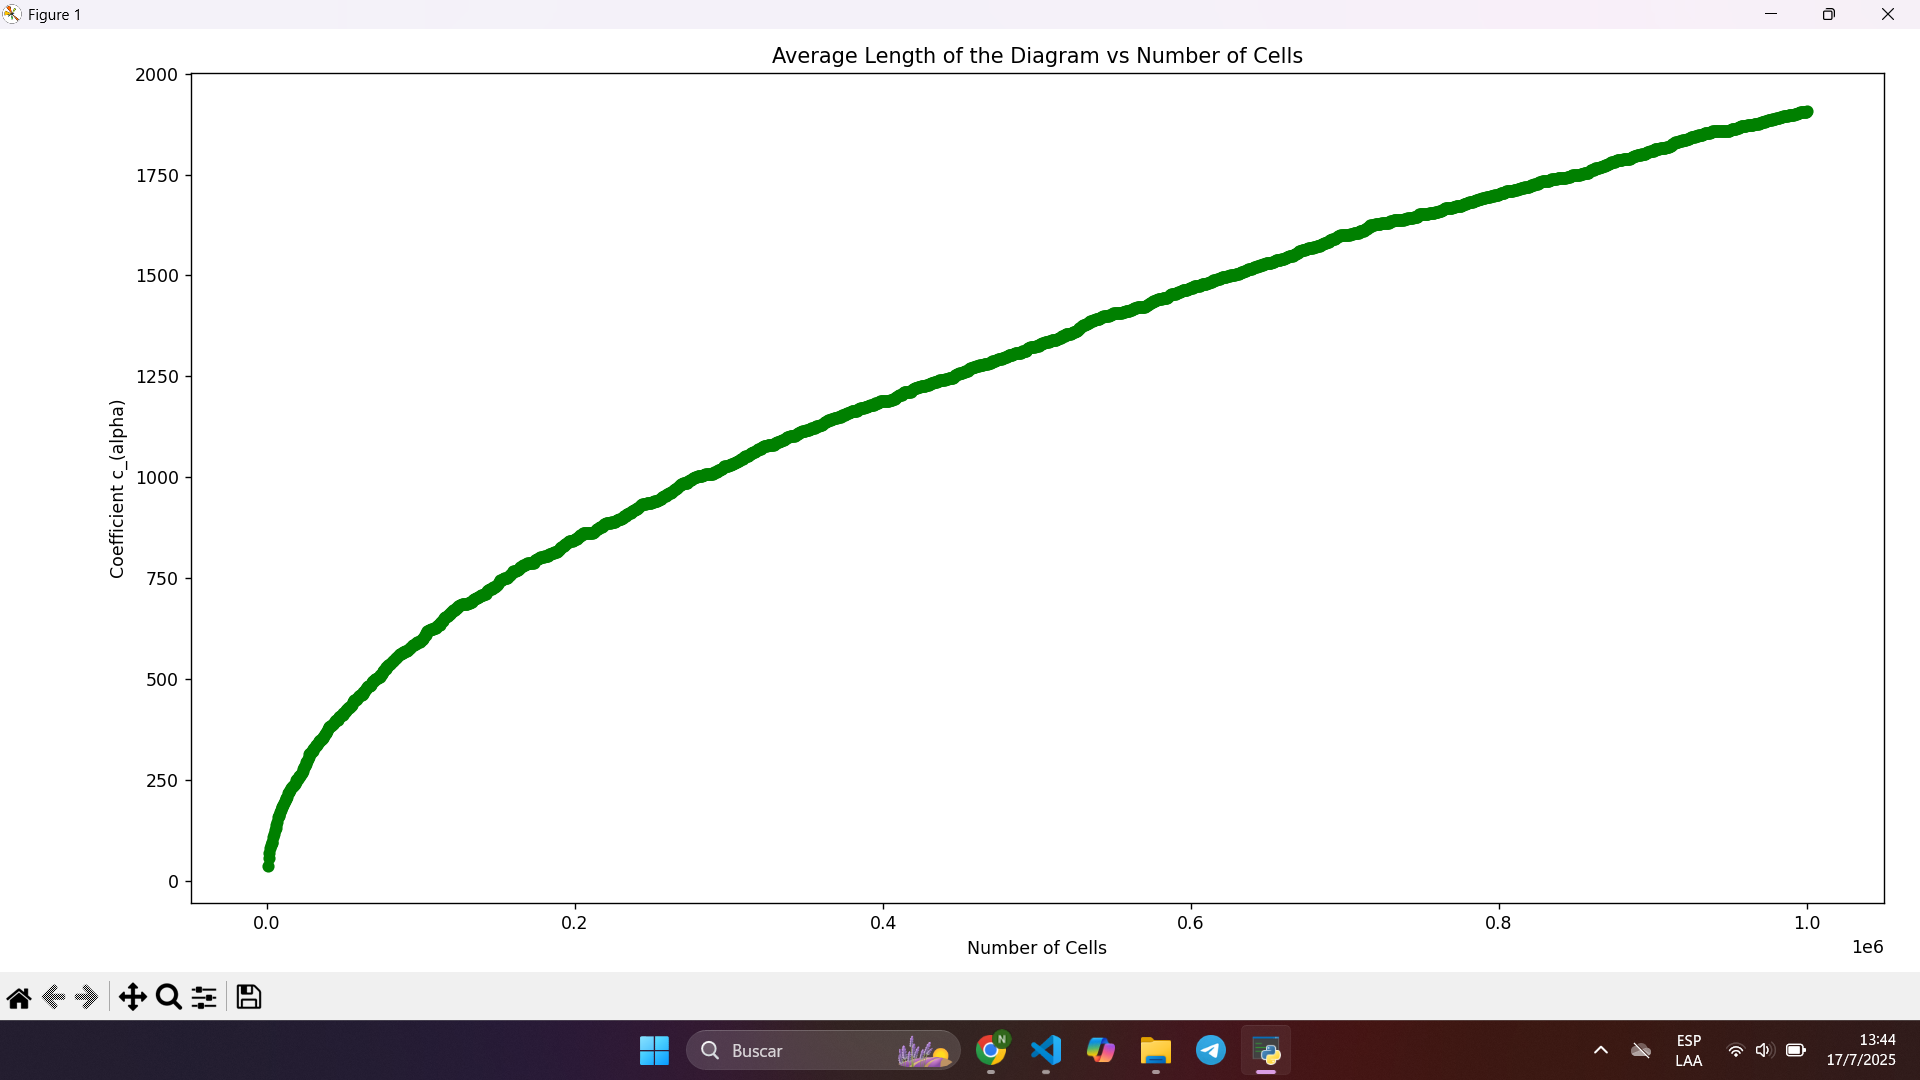 Figure 1
Average Length of the Diagram vs Number of Cells
2000
1750
1500
1250
1000
750
500
250
0
Coefficient c_(alpha)
0.0 0.2 0.4 0.6 0.8 1.0
1e6
Number of Cells
Buscar
N
ESP
LAA
13:44
17/7/2025